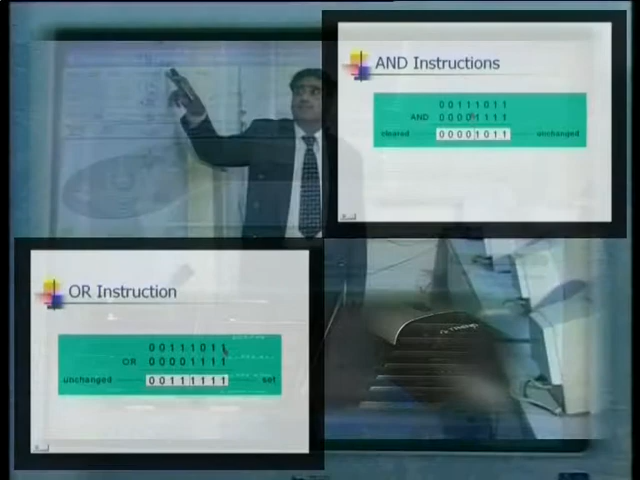 AND Instructions
00111011
AND 00001111
cleared 00001011 unchanged
OR Instruction
00111011
OR 00001111
unchanged 00111111 set